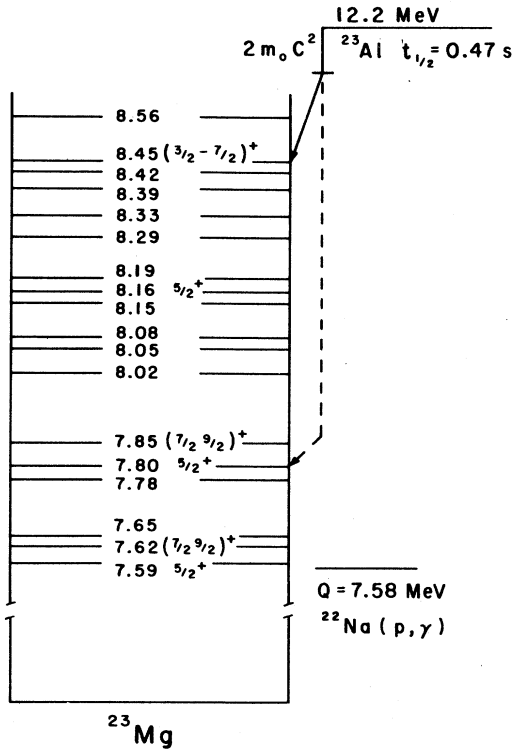 12.2 MeV
2m₀C² ²³Al t₁/₂=0.47 s
8.56
8.45 (3/2 - 7/2)⁺
8.42
8.39
8.33
8.29
8.19
8.16 5/2⁺
8.15
8.08
8.05
8.02
7.85 (7/2 9/2)⁺
7.80 5/2⁺
7.78
7.65
7.62 (7/2 9/2)⁺
7.59 5/2⁺
Q = 7.58 MeV
²²Na(p,γ)
²³Mg